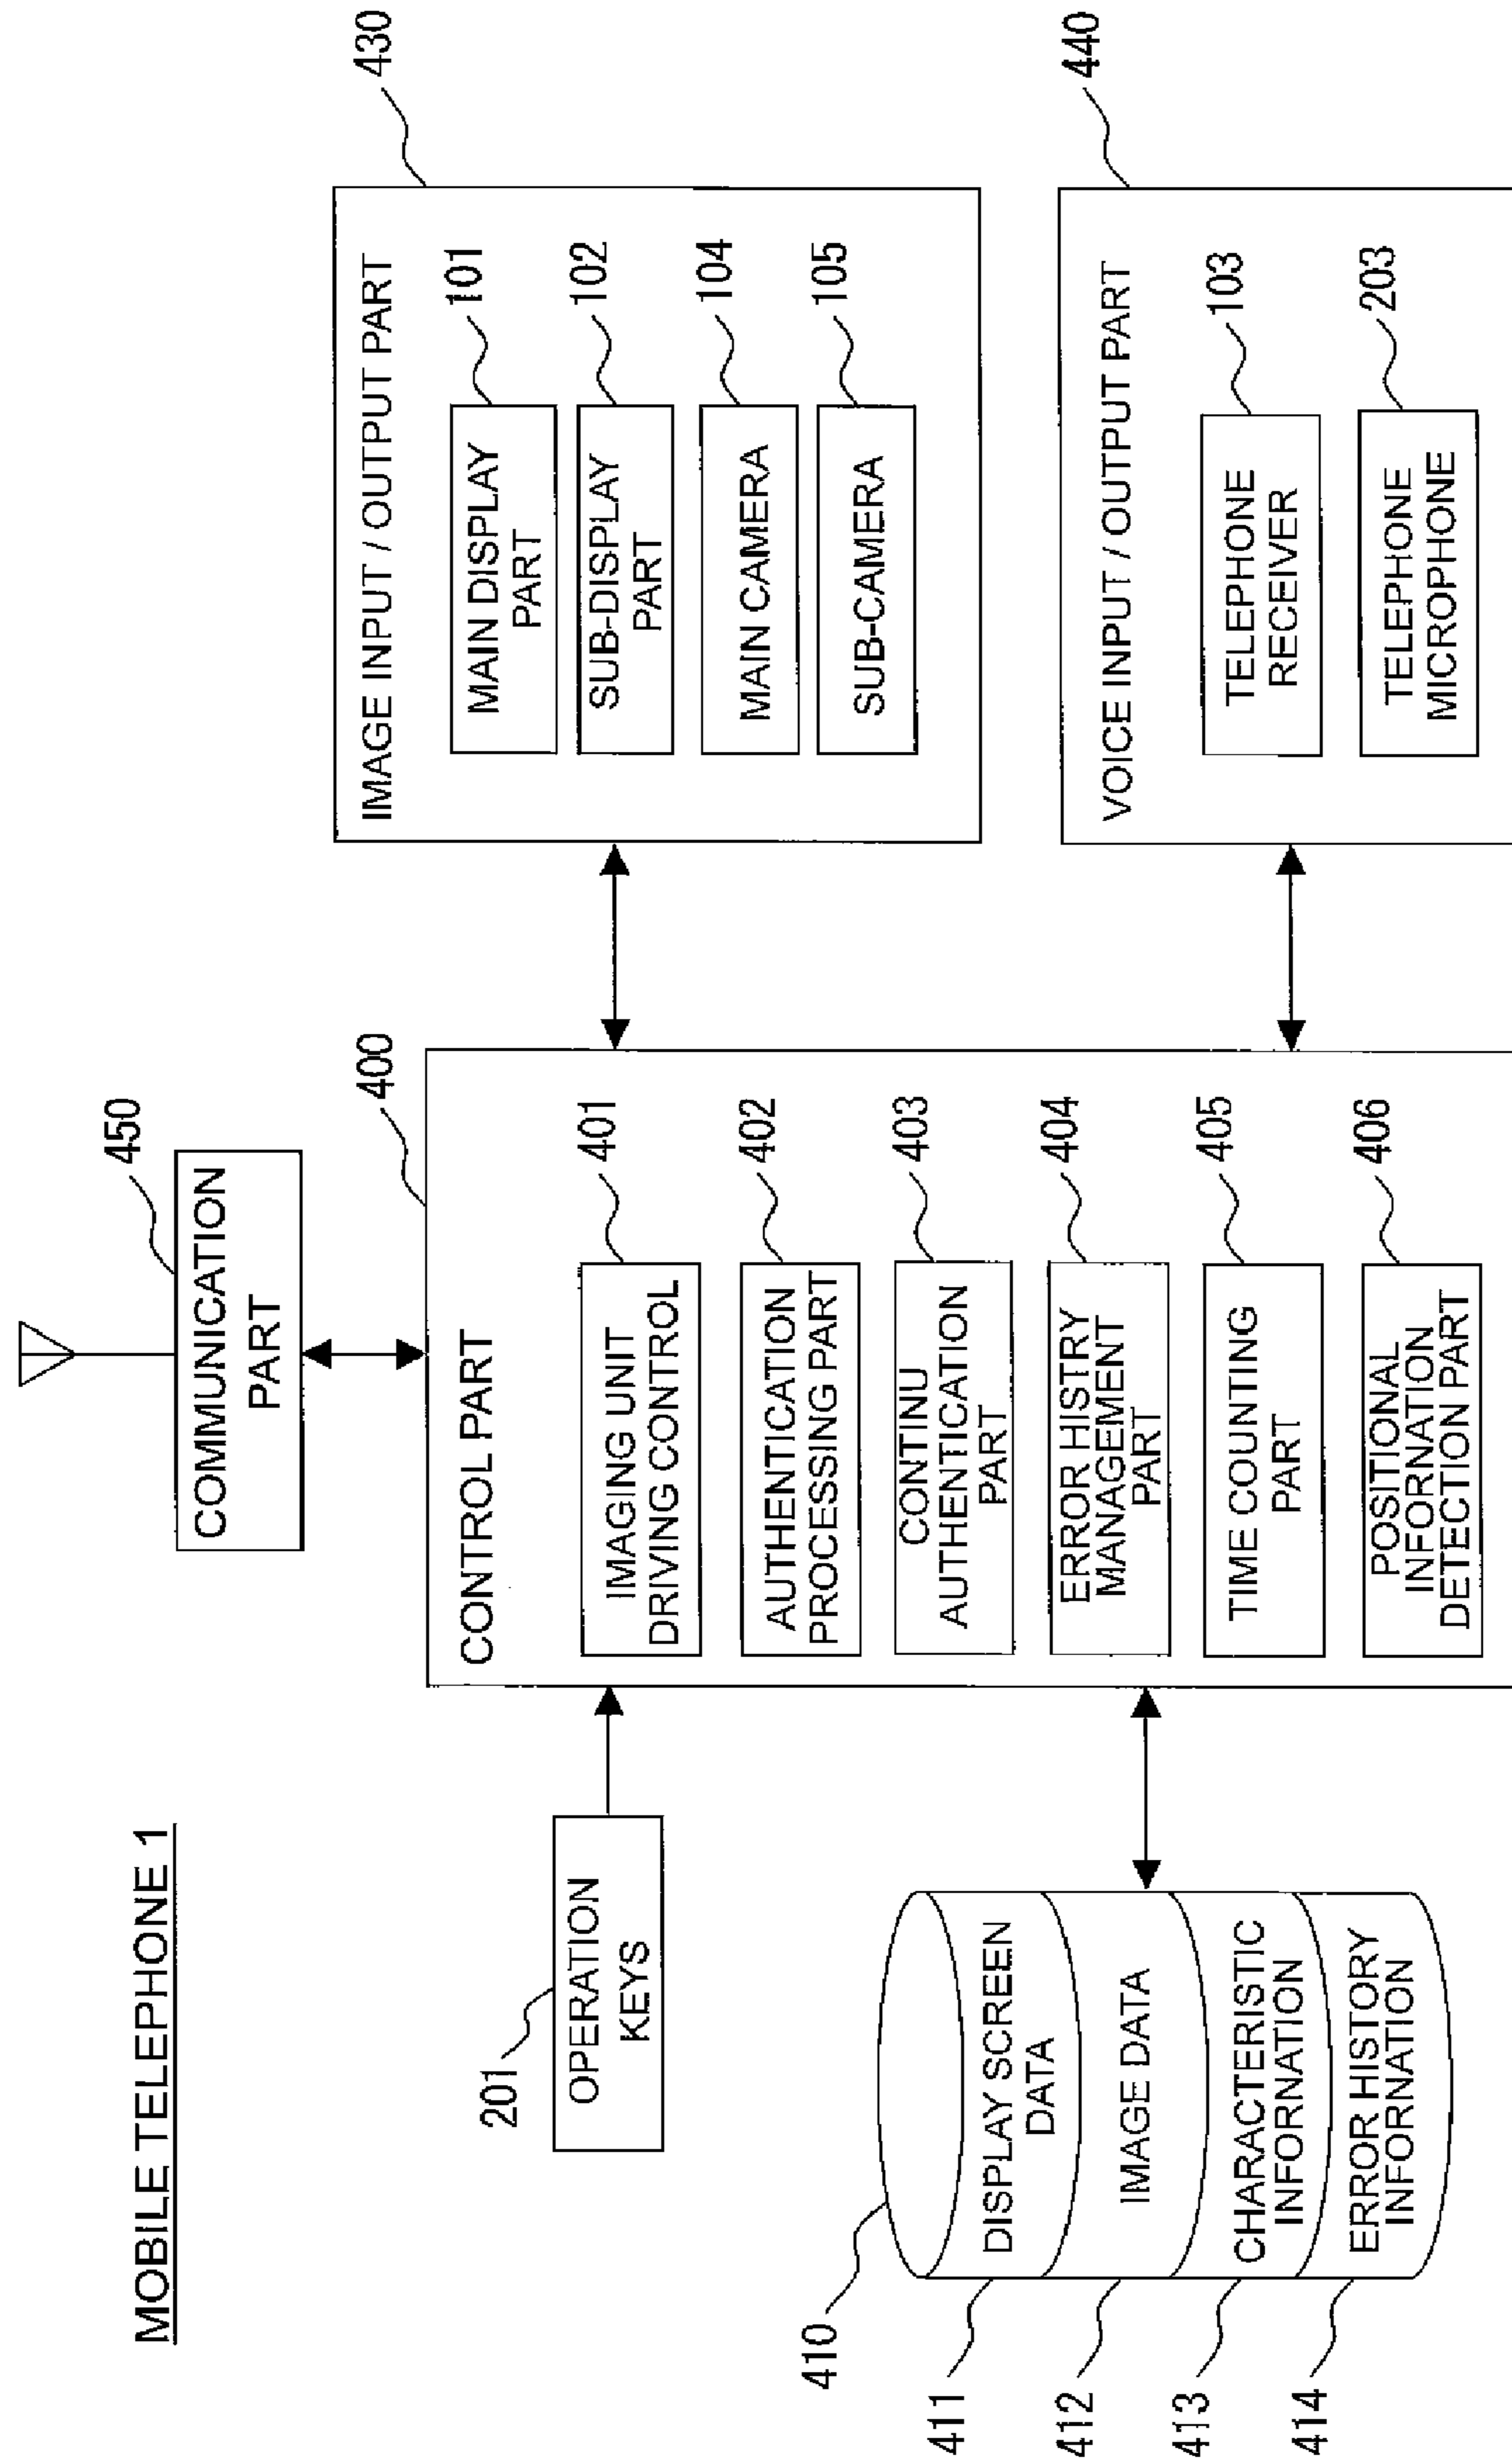 MOBILE TELEPHONE 1
450
COMMUNICATION
PART
400
CONTROL PART
IMAGING UNIT
DRIVING CONTROL
401
AUTHENTICATION
PROCESSING PART
402
CONTINU
AUTHENTICATION
PART
403
ERROR HISTRY
MANAGEMENT
PART
404
TIME COUNTING
PART
405
POSITIONAL
INFORNATION
DETECTION PART
406
201
OPERATION
KEYS
410
411
DISPLAY SCREEN
DATA
412
IMAGE DATA
413
CHARACTERISTIC
INFORNATION
414
ERROR HISTORY
INFORNATION
430
IMAGE INPUT / OUTPUT PART
MAIN DISPLAY
PART
101
SUB-DISPLAY
PART
102
MAIN CAMERA
104
SUB-CAMERA
105
440
VOICE INPUT / OUTPUT PART
TELEPHONE
RECEIVER
103
TELEPHONE
MICROPHONE
203